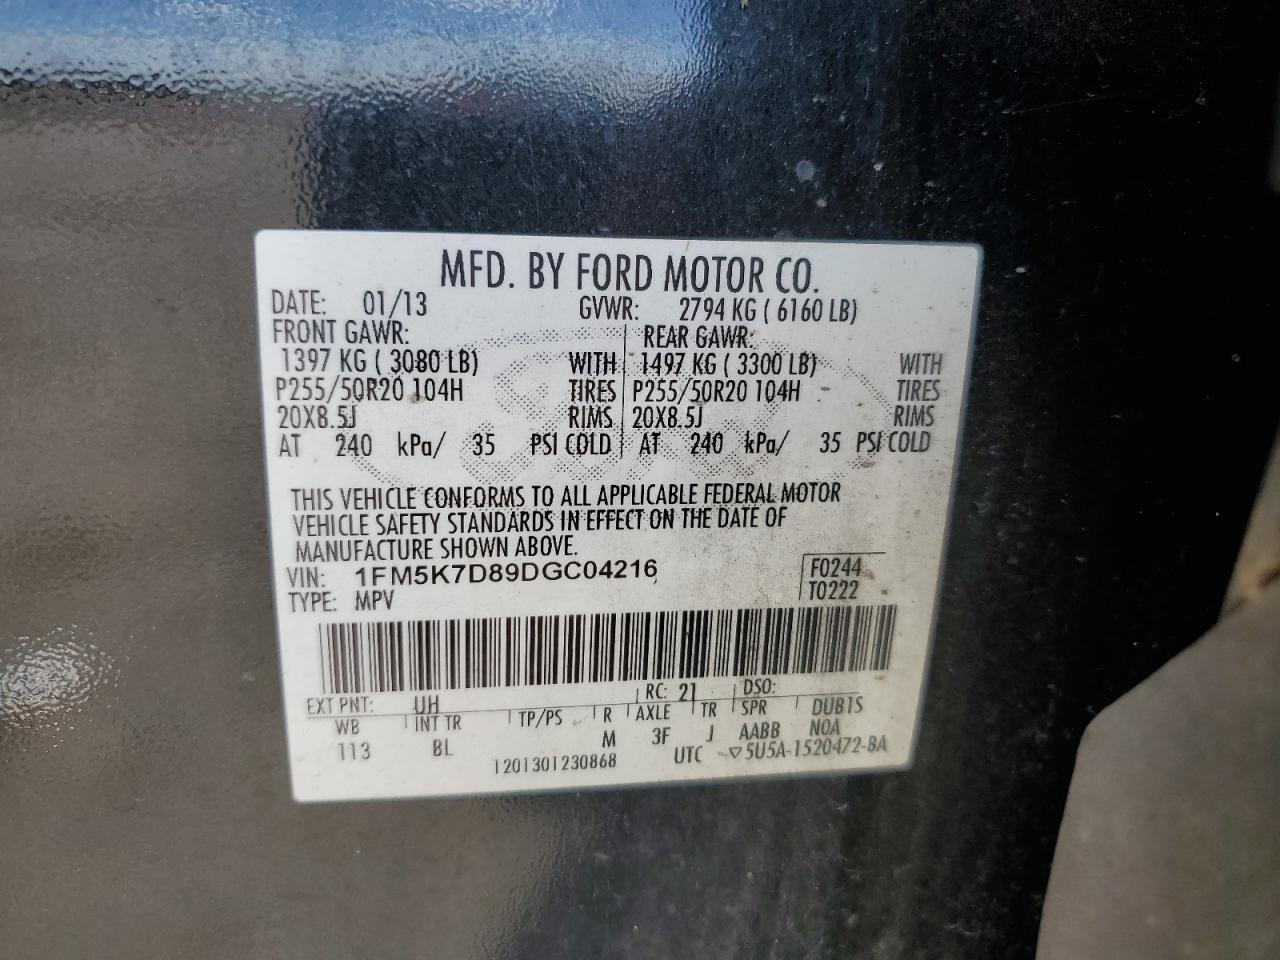 MFD. BY FORD MOTOR CO.
DATE: 01/13 GVWR: 2794 KG ( 6160 LB)
FRONT GAWR: REAR GAWR:
1397 KG ( 3080 LB) WITH 1497 KG ( 3300 LB) WITH
P255/50R20 104H TIRES P255/50R20 104H TIRES
20X8.5J RIMS 20X8.5J RIMS
AT 240 kPa/ 35 PSI COLD AT 240 kPa/ 35 PSI COLD
THIS VEHICLE CONFORMS TO ALL APPLICABLE FEDERAL MOTOR
VEHICLE SAFETY STANDARDS IN EFFECT ON THE DATE OF
MANUFACTURE SHOWN ABOVE.
VIN: 1FM5K7D89DGC04216 F0244
TYPE: MPV T0222
EXT PNT: UH RC: 21 DSO:
WB INT TR TP/PS R AXLE TR SPR DUB1S
113 BL M 3F J AABB NOA
1201301230868 UTC ▽5U5A-1520472-BA